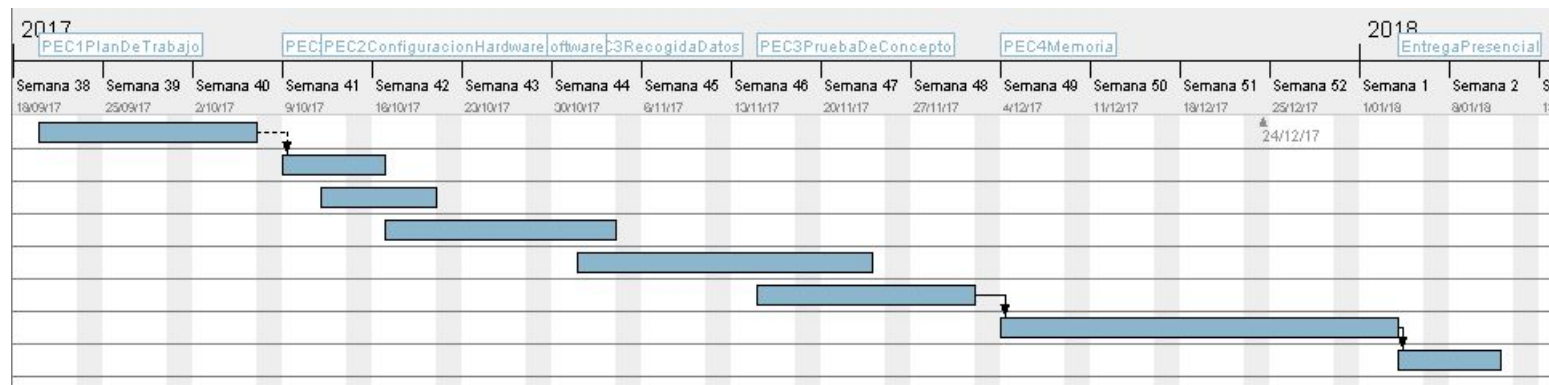 2017 2018
PEC1PlanDeTrabajo PEC PEC2ConfiguracionHardware oftware C3RecogidaDatos PEC3PruebaDeConcepto PEC4Memoria EntregaPresencial
Semana 38 Semana 39 Semana 40 Semana 41 Semana 42 Semana 43 Semana 44 Semana 45 Semana 46 Semana 47 Semana 48 Semana 49 Semana 50 Semana 51 Semana 52 Semana 1 Semana 2 S
18/09/17 25/09/17 2/10/17 9/10/17 16/10/17 23/10/17 30/10/17 6/11/17 13/11/17 20/11/17 27/11/17 4/12/17 11/12/17 18/12/17 25/12/17 1/01/18 8/01/18
24/12/17